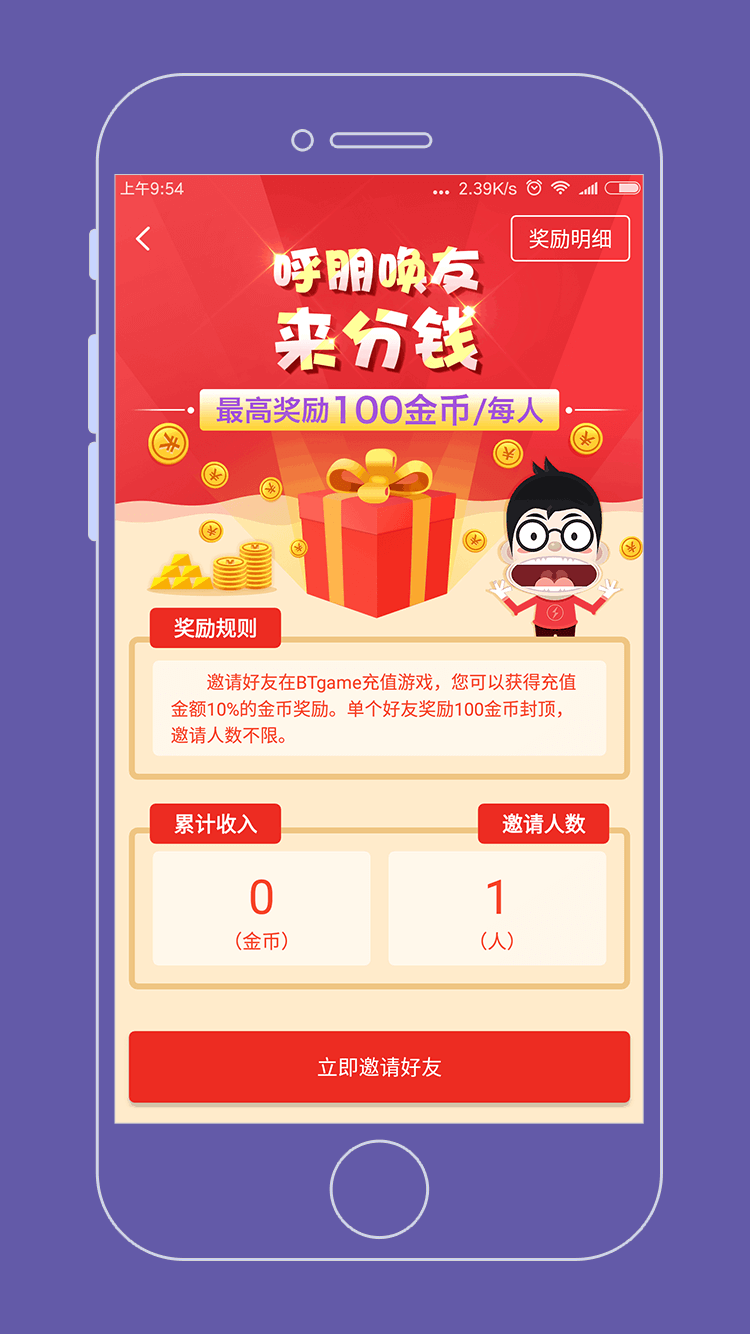 上午9:54
... 2.39K/s
奖励明细
呼朋唤友
来分钱
最高奖励100金币/每人
奖励规则
邀请好友在BTgame充值游戏，您可以获得充值
金额10%的金币奖励。单个好友奖励100金币封顶，
邀请人数不限。
累计收入
邀请人数
0
1
（金币）
（人）
立即邀请好友